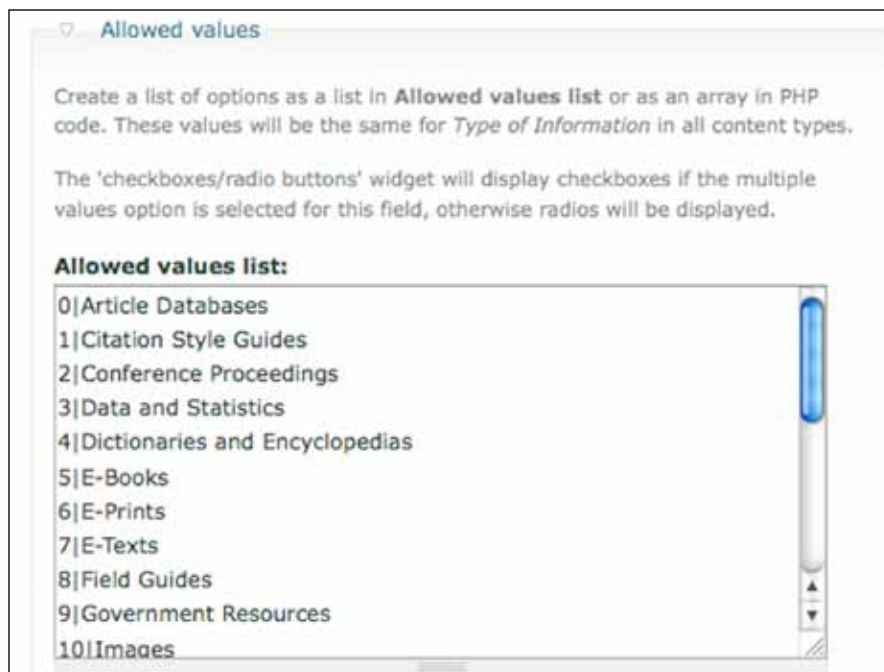 Allowed values
Create a list of options as a list in Allowed values list or as an array in PHP
code. These values will be the same for Type of Information in all content types.
The 'checkboxes/radio buttons' widget will display checkboxes if the multiple
values option is selected for this field, otherwise radios will be displayed.
Allowed values list:
0|Article Databases
1|Citation Style Guides
2|Conference Proceedings
3|Data and Statistics
4|Dictionaries and Encyclopedias
5|E-Books
6|E-Prints
7|E-Texts
8|Field Guides
9|Government Resources
10|Images